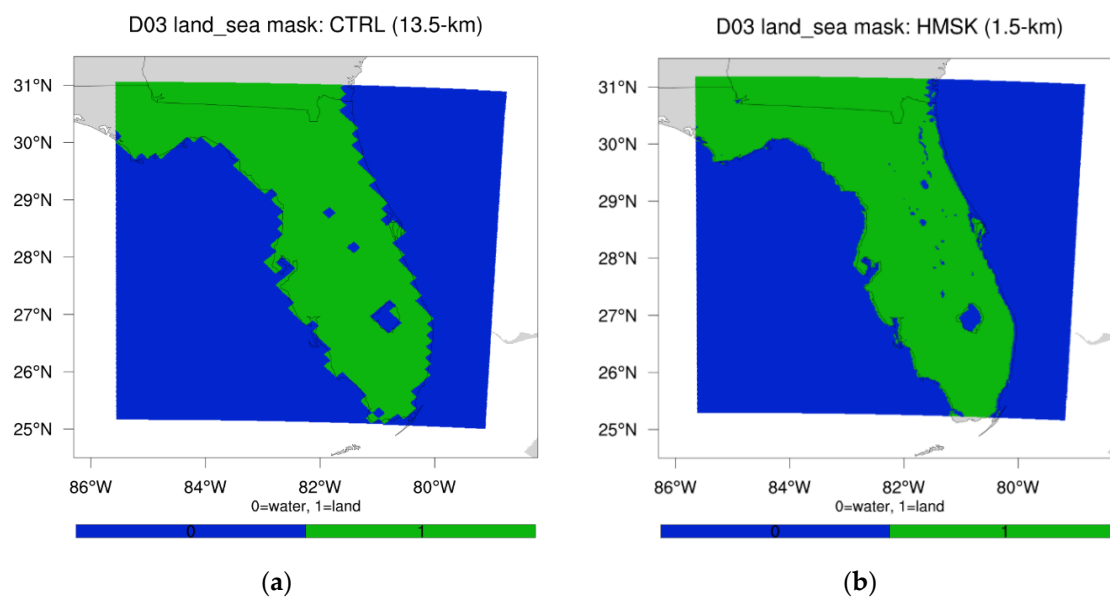 D03 land_sea mask: CTRL (13.5-km)
31°N
30°N
29°N
28°N
27°N
26°N
25°N
86°W 84°W 82°W 80°W
0=water, 1=land
0 1
(a)
D03 land_sea mask: HMSK (1.5-km)
31°N
30°N
29°N
28°N
27°N
26°N
25°N
86°W 84°W 82°W 80°W
0=water, 1=land
0 1
(b)